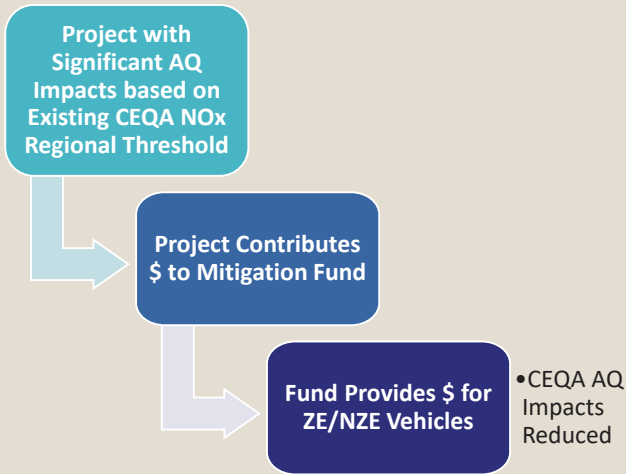 Project with
Significant AQ
Impacts based on
Existing CEQA NOx
Regional Threshold
Project Contributes
$ to Mitigation Fund
Fund Provides $ for
ZE/NZE Vehicles
•CEQA AQ
Impacts
Reduced